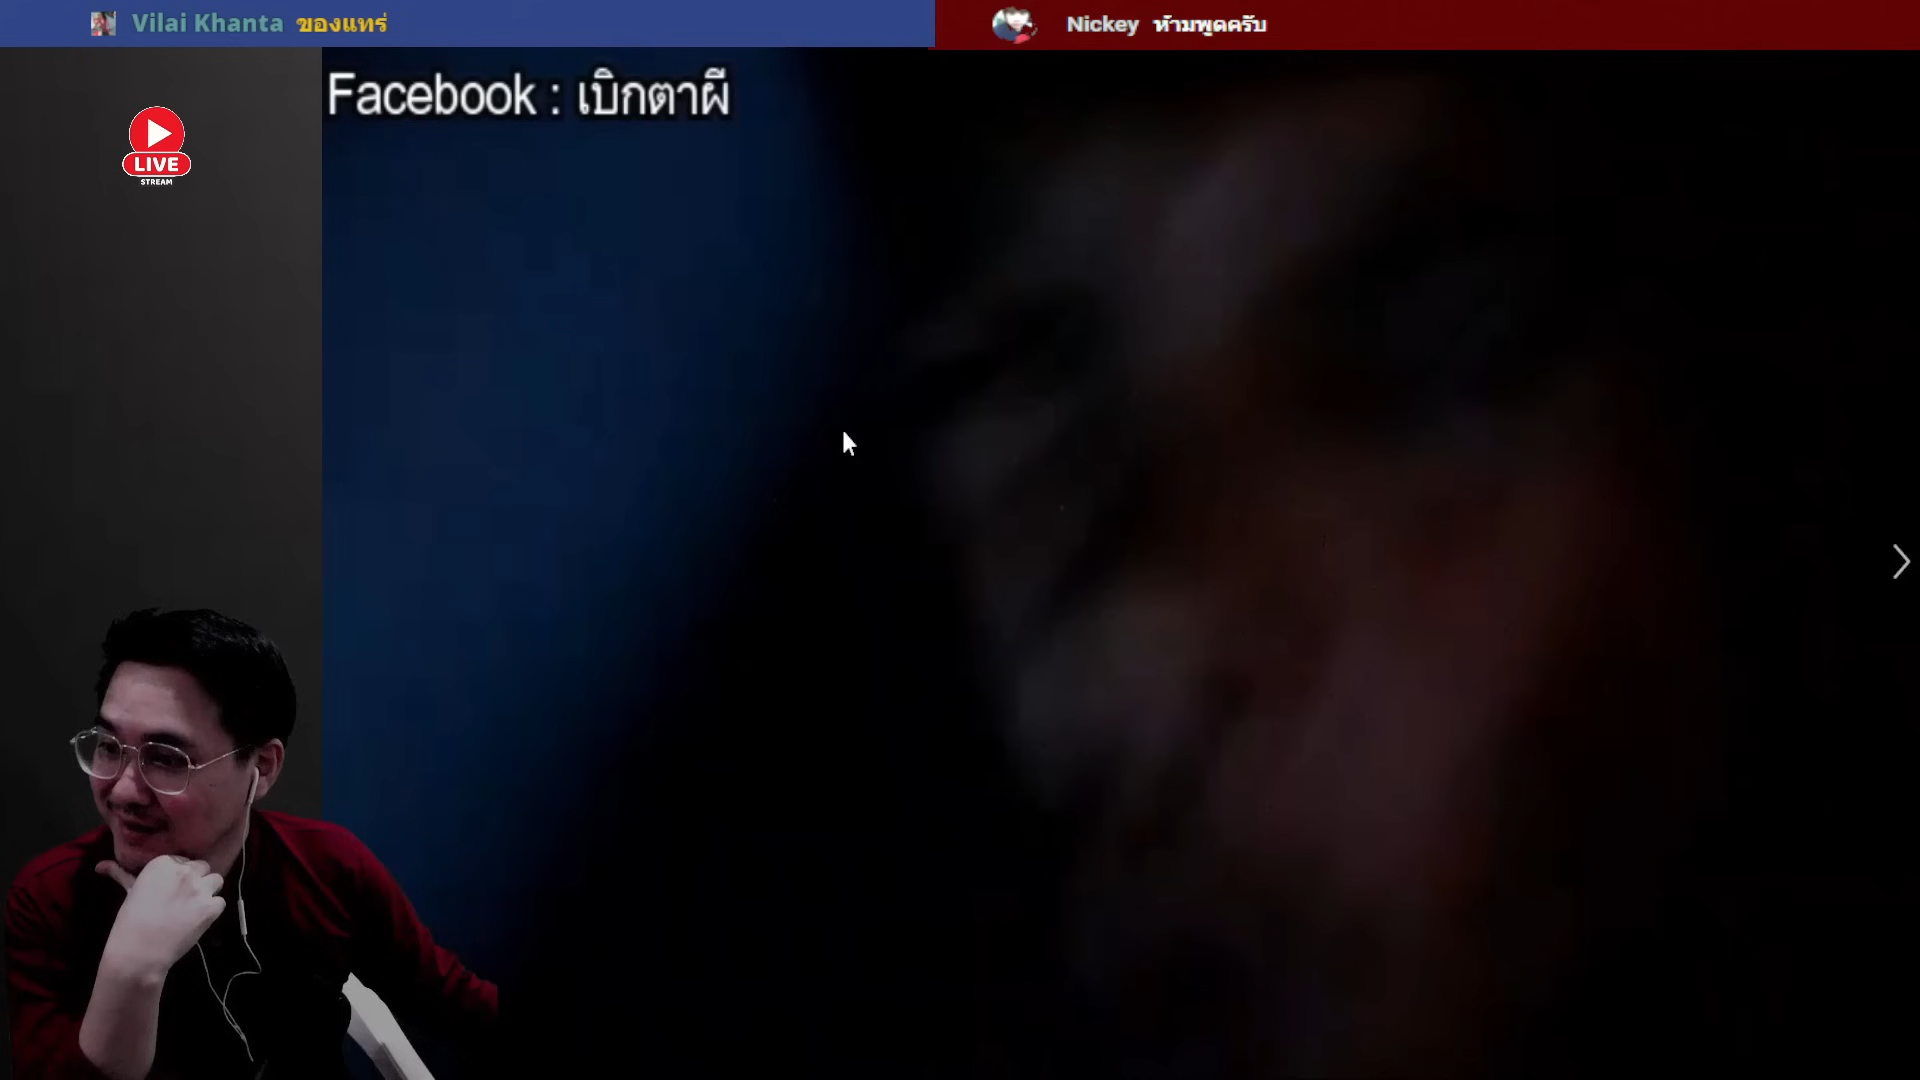 Vilai Khanta ของแทร่
Nickey ห้ามพูดครับ
Facebook : เบิกตาผี
LIVE
STREAM